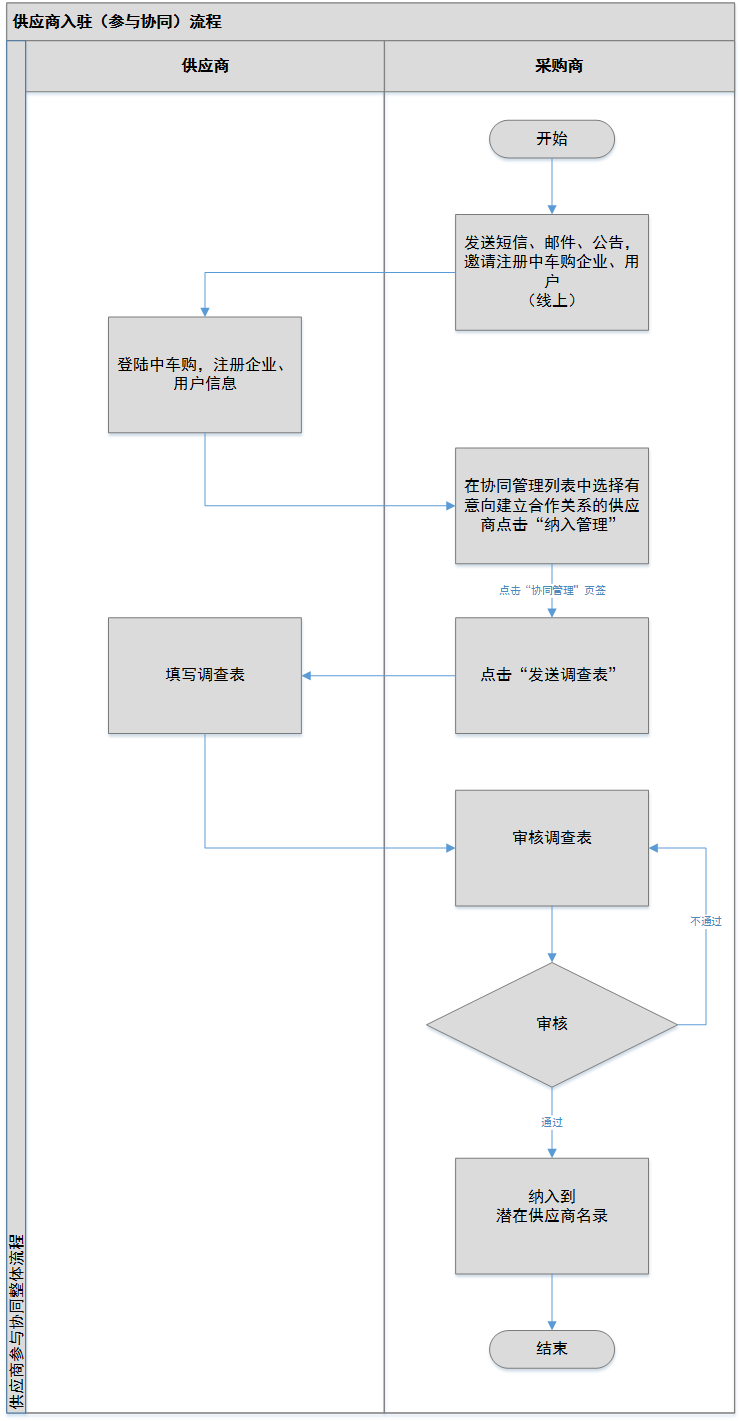 供应商入驻（参与协同）流程
供应商
采购商
开始
发送短信、邮件、公告，
邀请注册中车购企业、用
户
（线上）
登陆中车购，注册企业、
用户信息
在协同管理列表中选择有
意向建立合作关系的供应
商点击“纳入管理”
点击“协同管理”页签
填写调查表
点击“发送调查表”
审核调查表
不通过
审核
通过
纳入到
潜在供应商名录
结束
供应商参与协同整体流程